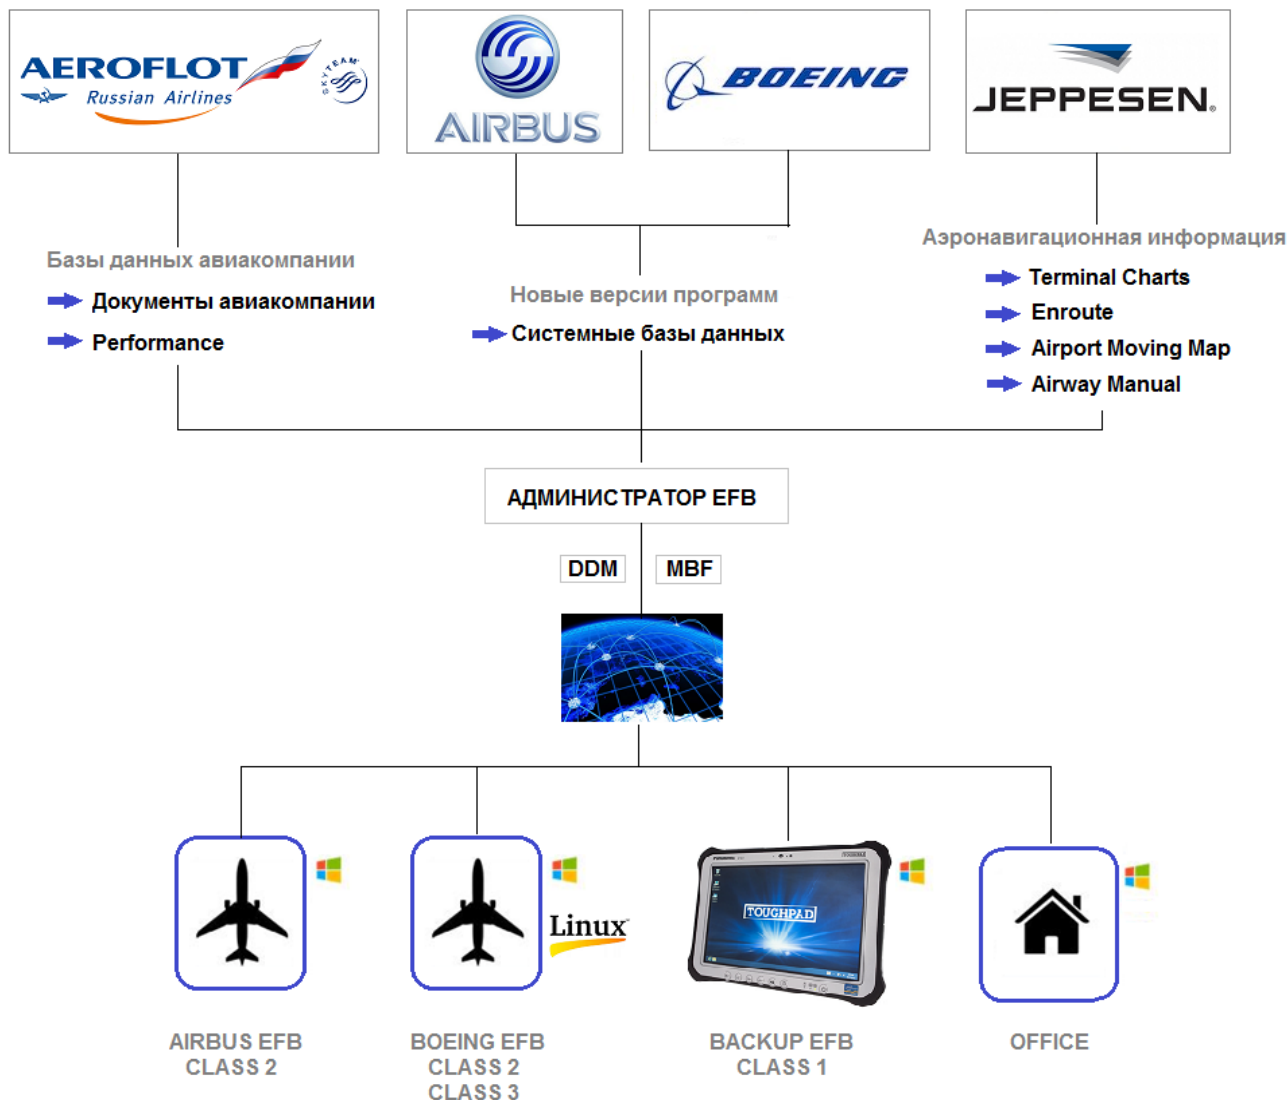 AEROFLOT
Russian Airlines
SKYTEAM
AIRBUS
BOEING
JEPPESEN®
Базы данных авиакомпании
Документы авиакомпании
Performance
Новые версии программ
Системные базы данных
Аэронавигационная информация
Terminal Charts
Enroute
Airport Moving Map
Airway Manual
АДМИНИСТРАТОР EFB
DDM
MBF
Linux™
TOUGHPAD
AIRBUS EFB
CLASS 2
BOEING EFB
CLASS 2
CLASS 3
BACKUP EFB
CLASS 1
OFFICE